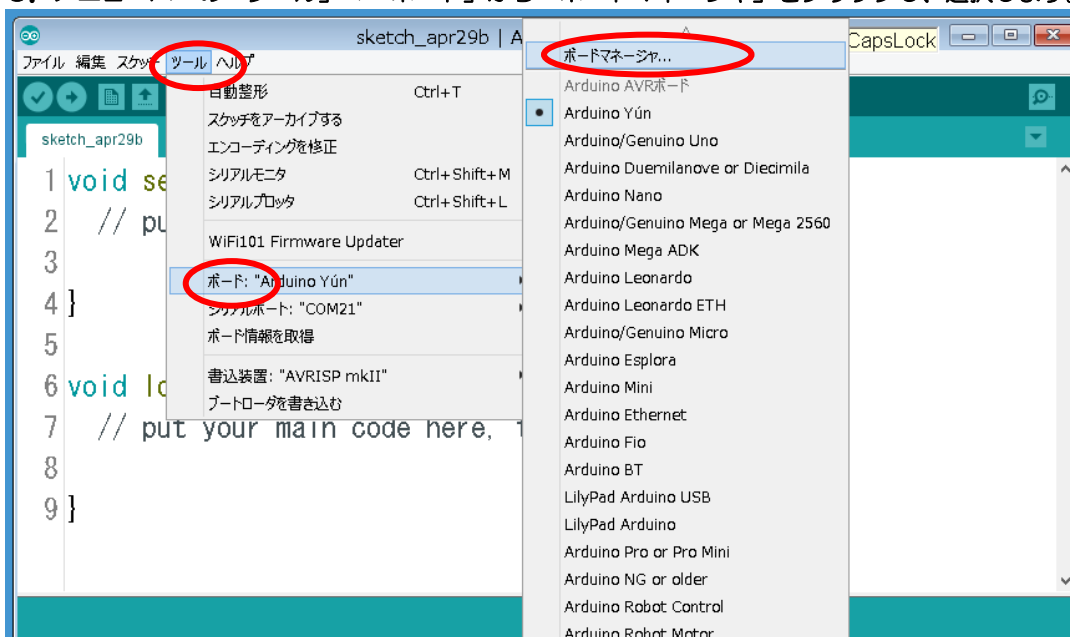 sketch_apr29b | A
CapsLock
ファイル 編集 スケッチ ツール ヘルプ
sketch_apr29b
1 void se
2 // pu
3
4 }
5
6 void lo
7 // put your main code here, t
8
9 }
自動整形 Ctrl+T
スケッチをアーカイブする
エンコーディングを修正
シリアルモニタ Ctrl+Shift+M
シリアルプロッタ Ctrl+Shift+L
WiFi101 Firmware Updater
ボード: "Arduino Yún"
シリアルポート: "COM21"
ボード情報を取得
書込装置: "AVRISP mkII"
ブートローダを書き込む
ボードマネージャ...
Arduino AVRボード
Arduino Yún
Arduino/Genuino Uno
Arduino Duemilanove or Diecimila
Arduino Nano
Arduino/Genuino Mega or Mega 2560
Arduino Mega ADK
Arduino Leonardo
Arduino Leonardo ETH
Arduino/Genuino Micro
Arduino Esplora
Arduino Mini
Arduino Ethernet
Arduino Fio
Arduino BT
LilyPad Arduino USB
LilyPad Arduino
Arduino Pro or Pro Mini
Arduino NG or older
Arduino Robot Control
Arduino Robot Motor